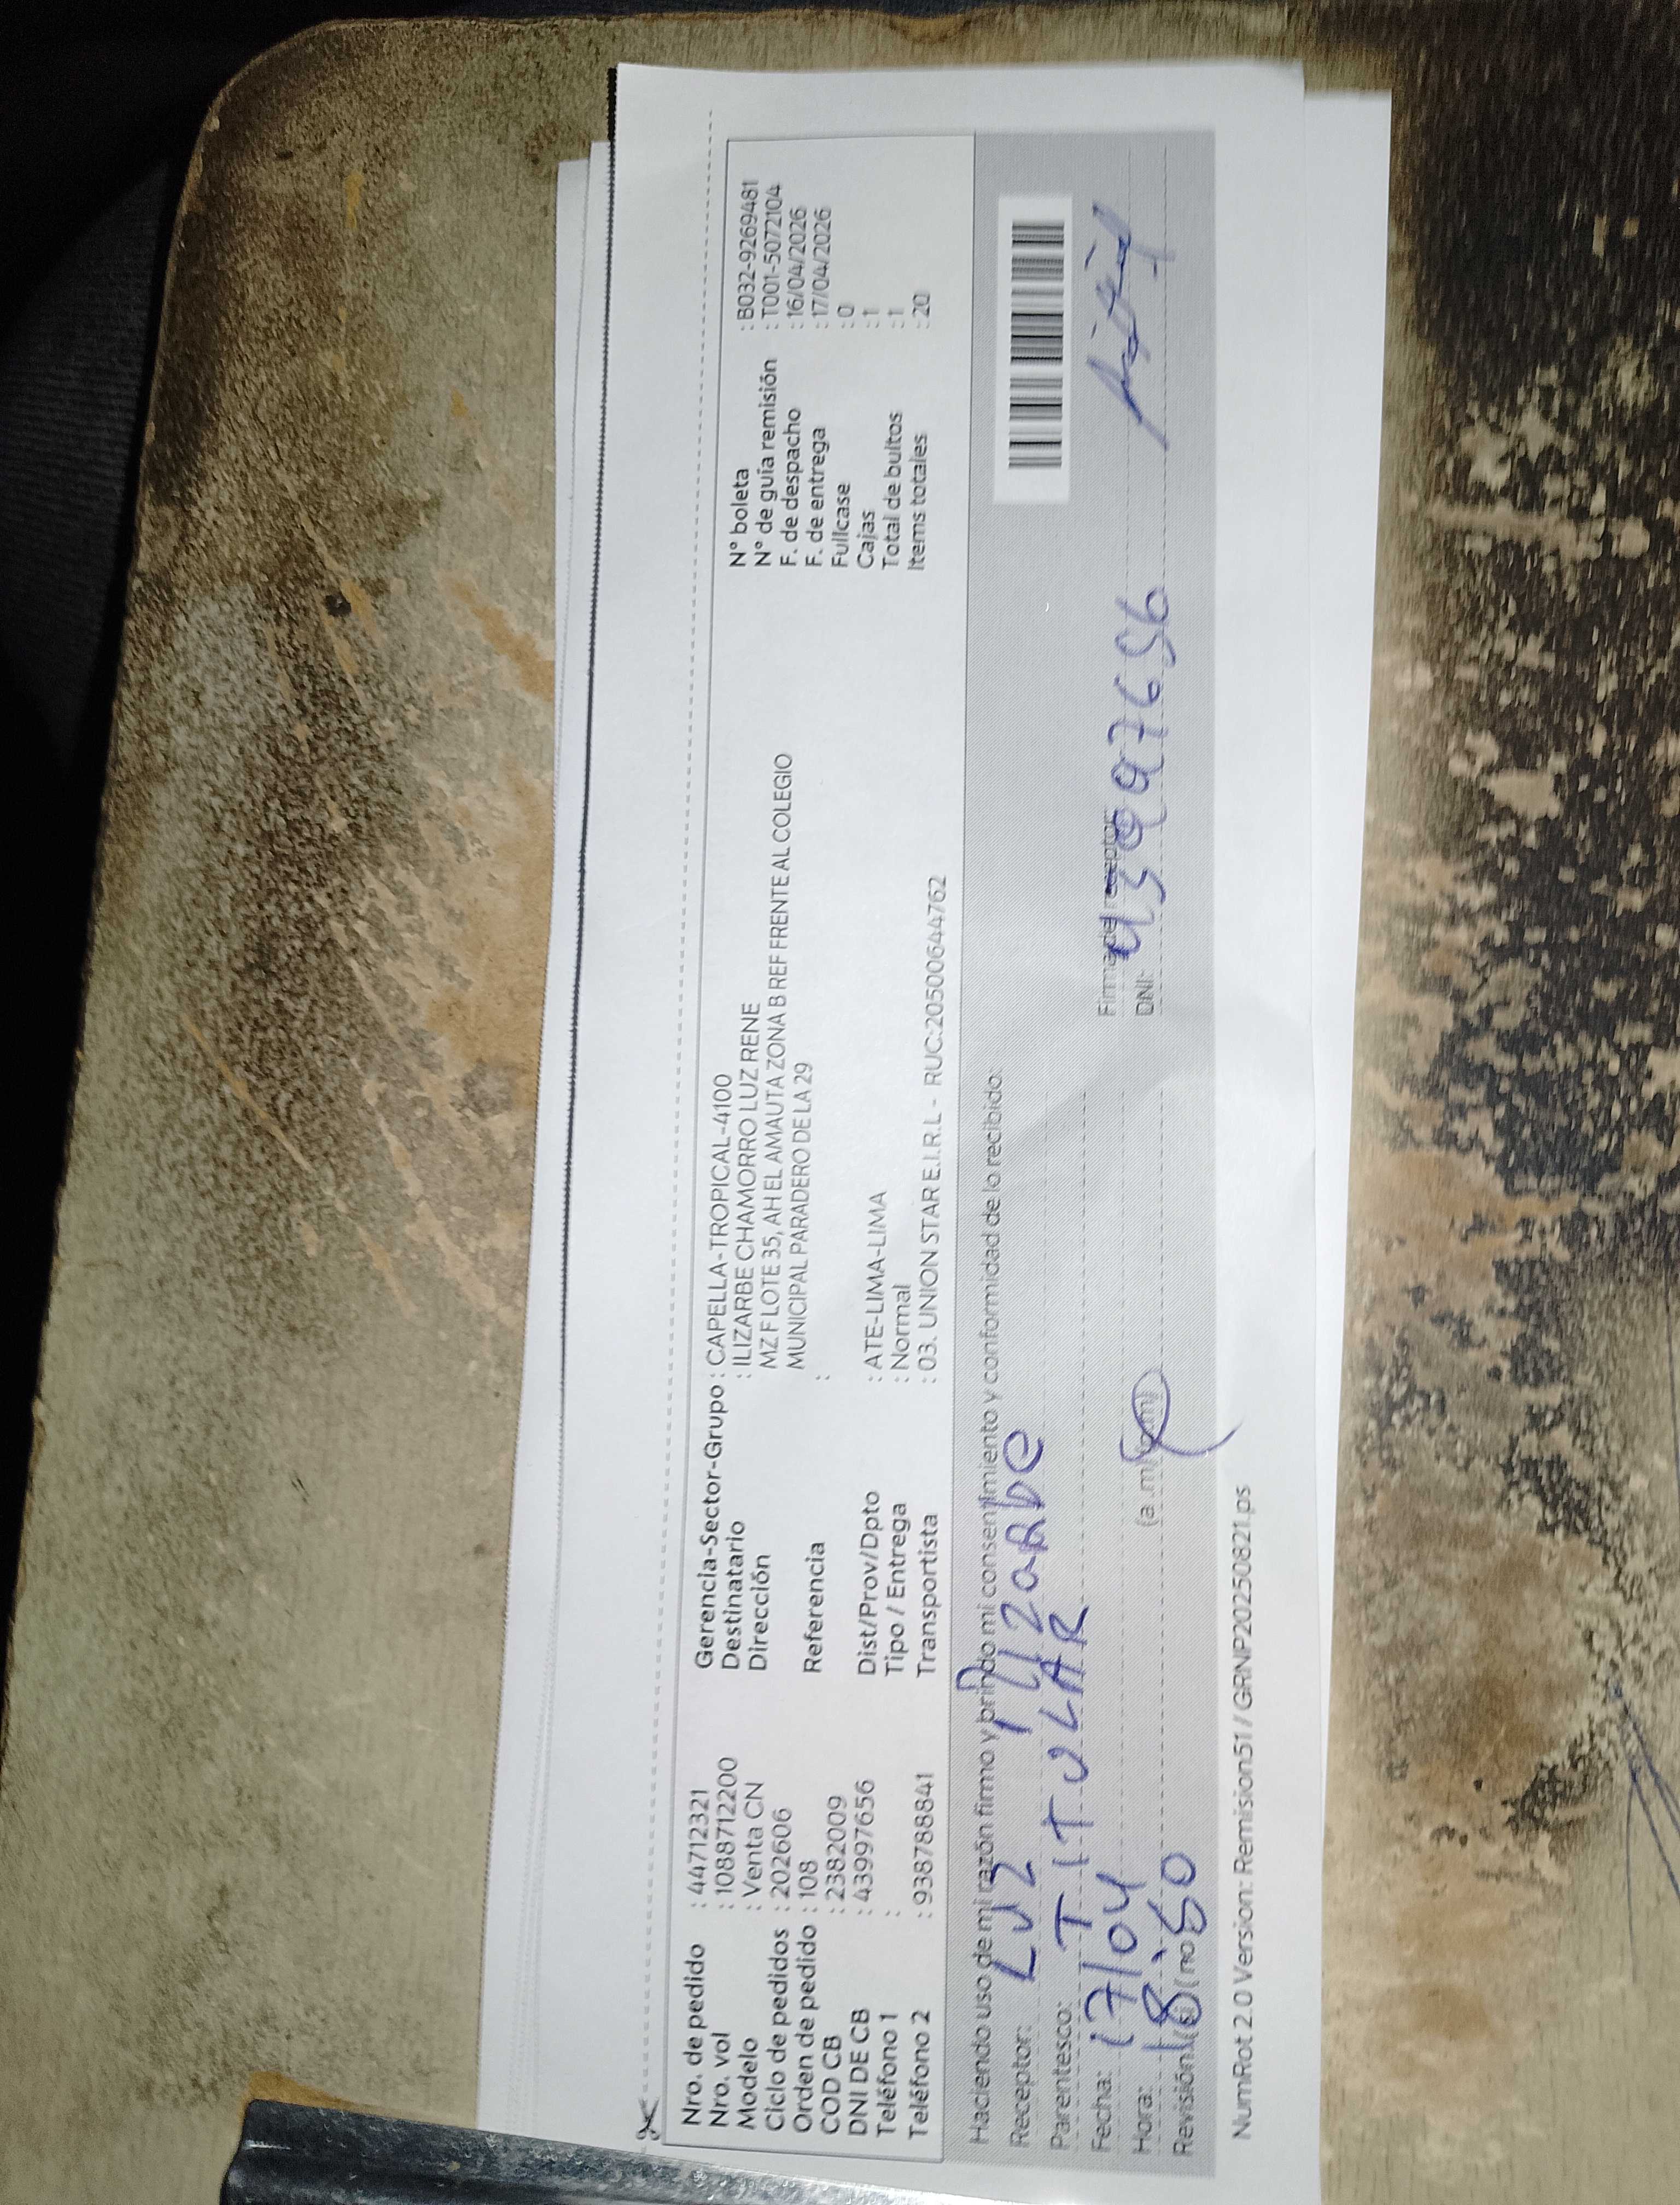 Nro. de pedido : 44712321
Nro. vol : 1088712200
Modelo : Venta CN
Ciclo de pedidos : 202606
Orden de pedido : 108
COD CB : 2382009
DNI DE CB : 43997656
Teléfono 1 :
Teléfono 2 : 938788841
Gerencia-Sector-Grupo : CAPELLA-TROPICAL-4100
Destinatario : ILIZARBE CHAMORRO LUZ RENE
Dirección MZ F LOTE 35, AH EL AMAUTA ZONA B REF FRENTE AL COLEGIO
MUNICIPAL PARADERO DE LA 29
Referencia :
Dist/Prov/Dpto : ATE-LIMA-LIMA
Tipo / Entrega : Normal
Transportista : 03. UNION STAR E.I.R.L - RUC:20500644762
N° boleta : B032-9269481
N° de guía remisión : T001-5072104
F. de despacho : 16/04/2026
F. de entrega : 17/04/2026
Fullcase : 0
Cajas : 1
Total de bultos : 1
Items totales : 20
Haciendo uso de mi razón firmo y brindo mi consentimiento y conformidad de lo recibido:
Receptor: Luz Ilizarbe
Parentesco: TITULAR
Fecha: 17/04
Hora: 18:50 (a.m/p.m)
Revisión: (si) (no)
Firma del receptor:
DNI: 43997656
NumRot 2.0 Version: Remision51 / GRNP20250821.ps